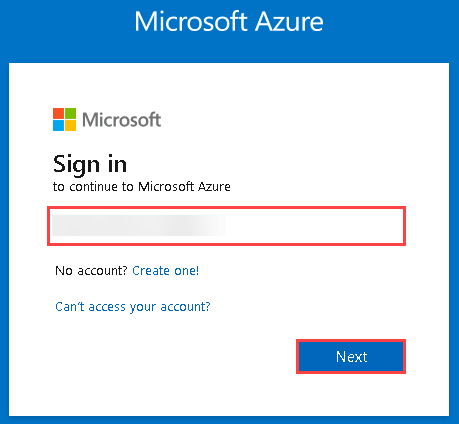 Microsoft Azure
Microsoft
Sign in
to continue to Microsoft Azure
No account? Create one!
Can't access your account?
Next